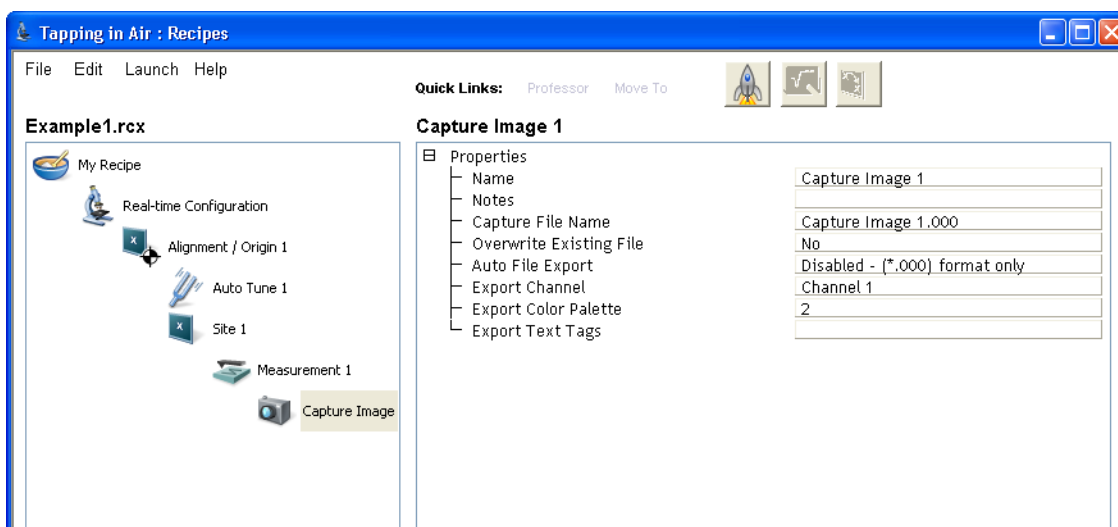 Tapping in Air : Recipes
File Edit Launch Help
Quick Links: Professor Move To
Example1.rcx
My Recipe
Real-time Configuration
X
Alignment / Origin 1
Auto Tune 1
X
Site 1
Measurement 1
Capture Image
Capture Image 1
Properties
Name Capture Image 1
Notes
Capture File Name Capture Image 1.000
Overwrite Existing File No
Auto File Export Disabled - (*.000) format only
Export Channel Channel 1
Export Color Palette 2
Export Text Tags